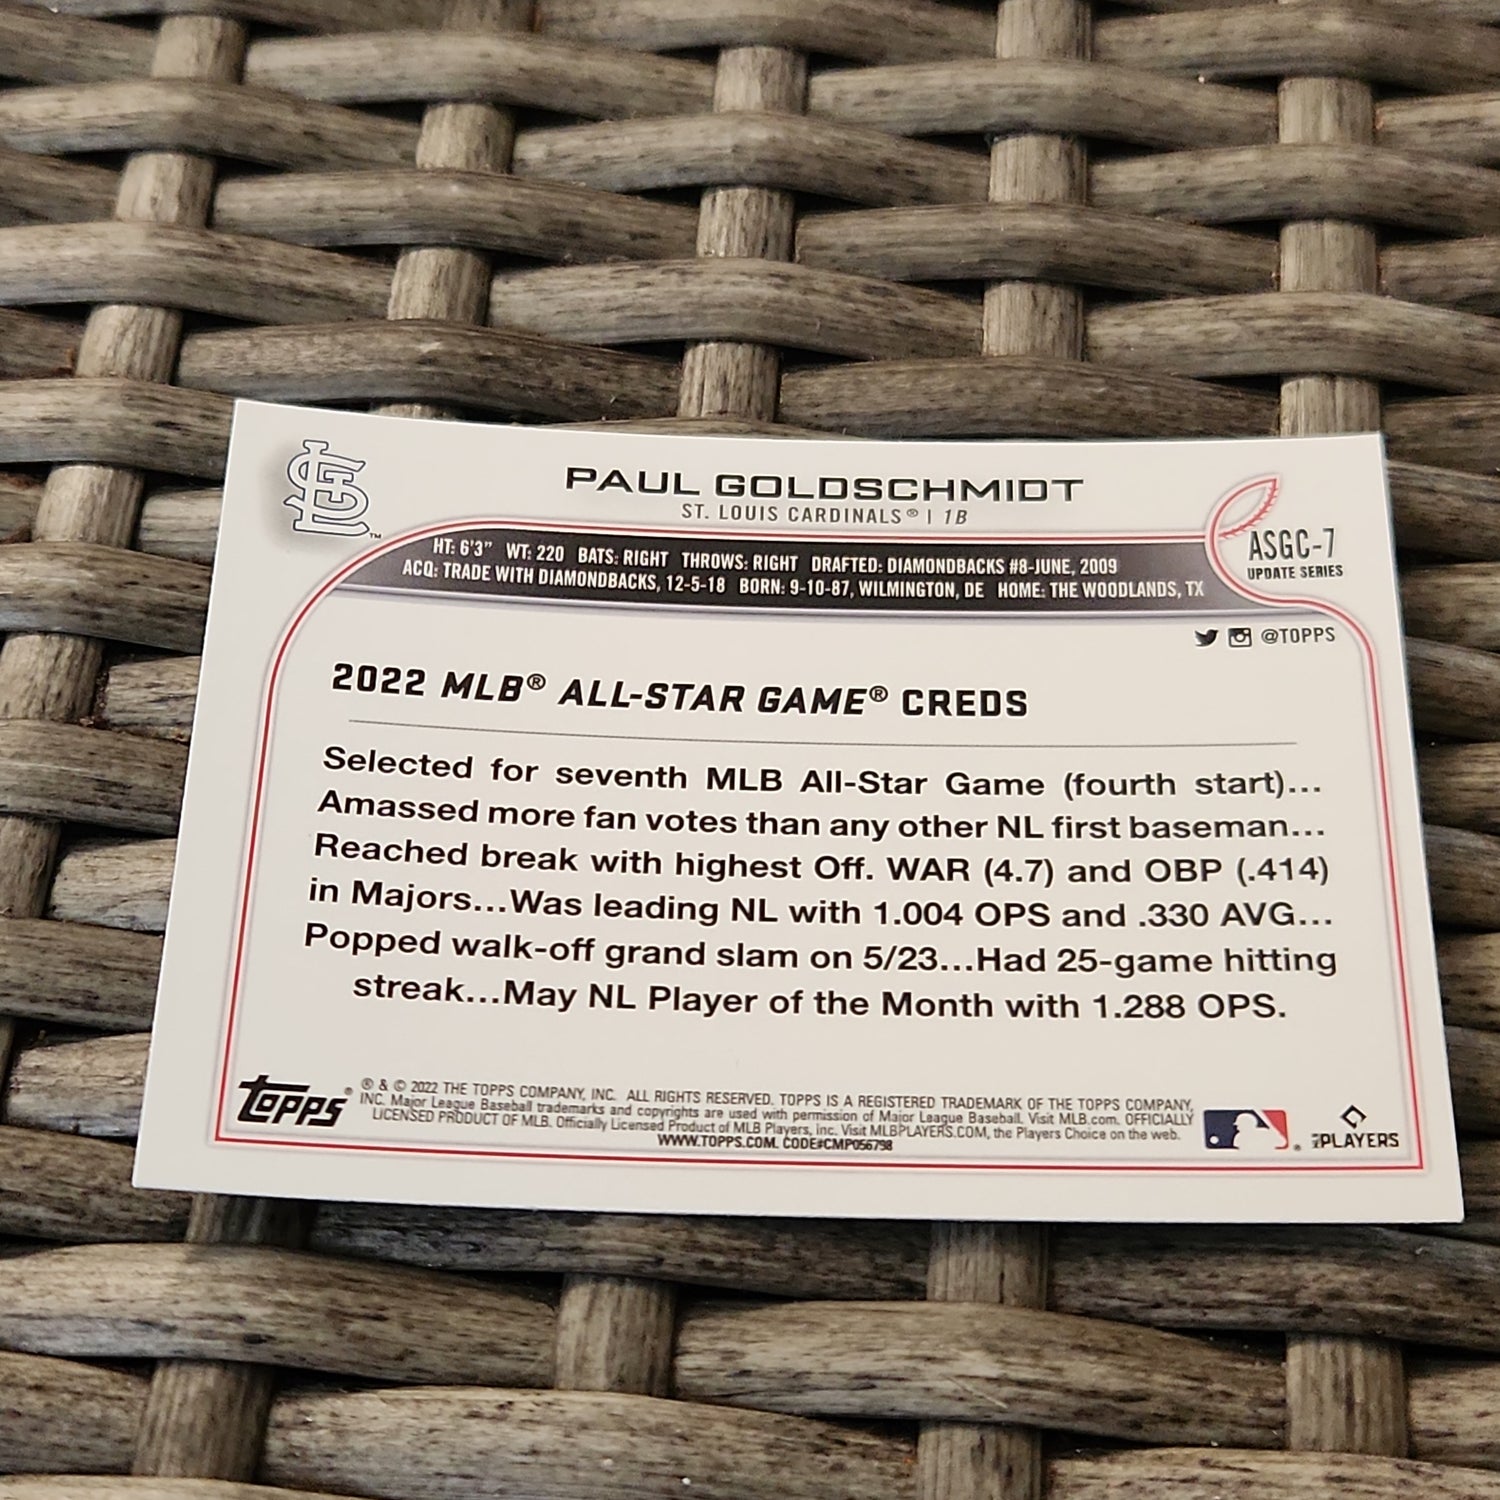 STL™
PAUL GOLDSCHMIDT
ST. LOUIS CARDINALS® | 1B
ASGC-7
UPDATE SERIES
HT: 6'3" WT: 220 BATS: RIGHT THROWS: RIGHT DRAFTED: DIAMONDBACKS #8-JUNE, 2009
ACQ: TRADE WITH DIAMONDBACKS, 12-5-18 BORN: 9-10-87, WILMINGTON, DE HOME: THE WOODLANDS, TX
@TOPPS
2022 MLB® ALL-STAR GAME® CREDS
Selected for seventh MLB All-Star Game (fourth start)...
Amassed more fan votes than any other NL first baseman...
Reached break with highest Off. WAR (4.7) and OBP (.414)
in Majors...Was leading NL with 1.004 OPS and .330 AVG...
Popped walk-off grand slam on 5/23...Had 25-game hitting
streak...May NL Player of the Month with 1.288 OPS.
topps®
® & © 2022 THE TOPPS COMPANY, INC. ALL RIGHTS RESERVED. TOPPS IS A REGISTERED TRADEMARK OF THE TOPPS COMPANY,
INC. Major League Baseball trademarks and copyrights are used with permission of Major League Baseball. Visit MLB.com. OFFICIALLY
LICENSED PRODUCT OF MLB. Officially Licensed Product of MLB Players, Inc. Visit MLBPLAYERS.COM, the Players Choice on the web.
WWW.TOPPS.COM. CODE#CMP056798
PLAYERS